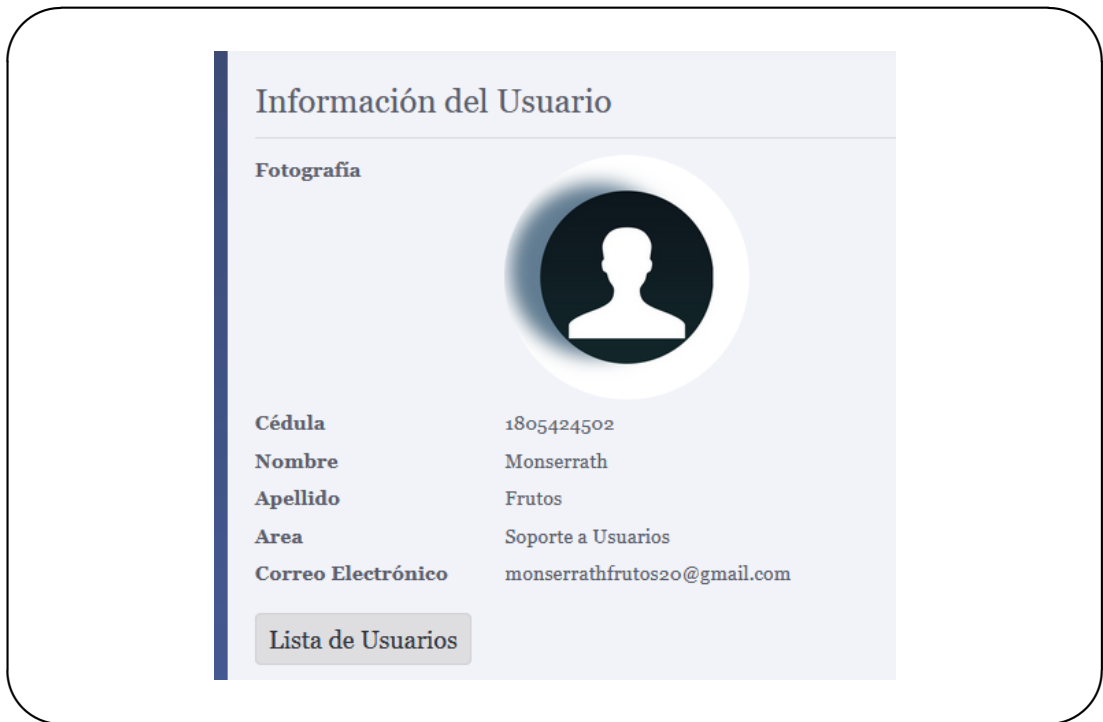 Información del Usuario
Fotografía
Cédula 1805424502
Nombre Monserrath
Apellido Frutos
Area Soporte a Usuarios
Correo Electrónico monserrathfrutos20@gmail.com
Lista de Usuarios